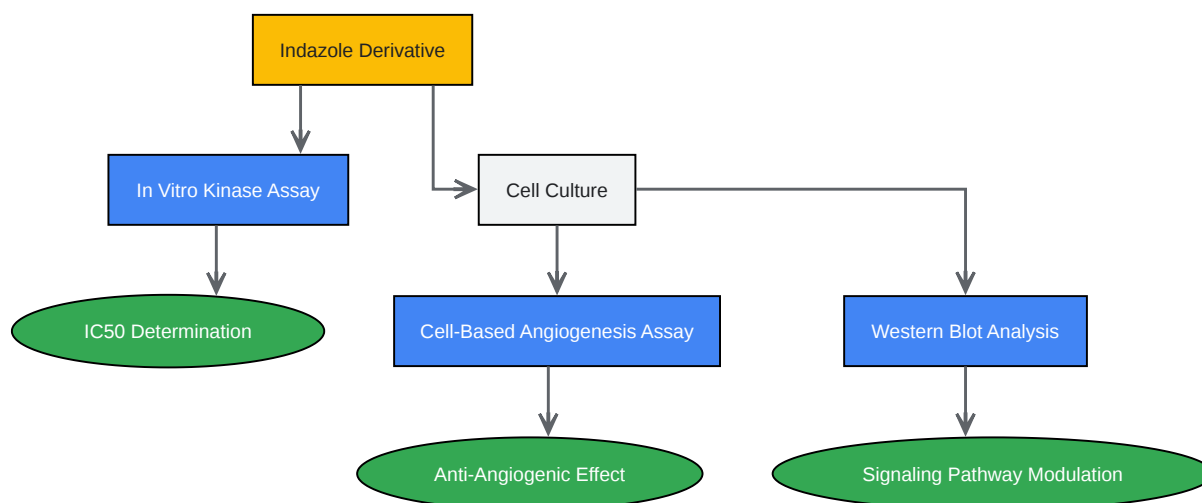 Indazole Derivative
In Vitro Kinase Assay
Cell Culture
IC50 Determination
Cell-Based Angiogenesis Assay
Western Blot Analysis
Anti-Angiogenic Effect
Signaling Pathway Modulation